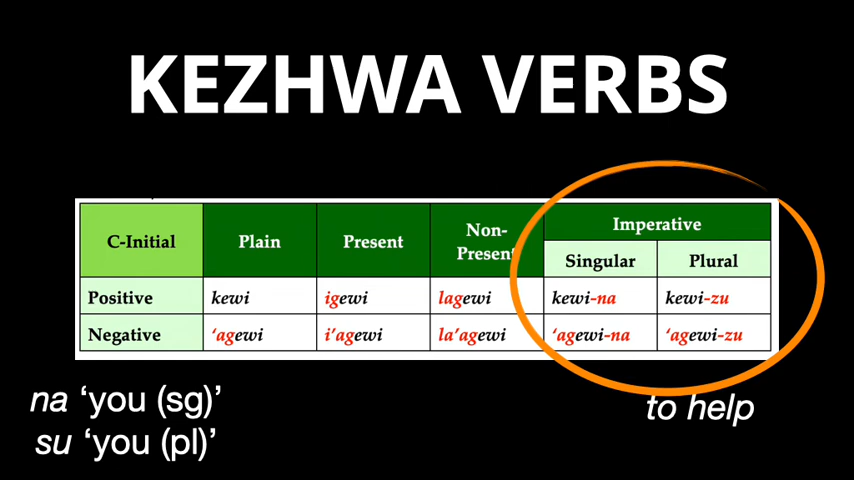 KEZHWA VERBS
C-Initial Plain Present Non-Present Imperative
Singular Plural
Positive kewi igewi lagewi kewi-na kewi-zu
Negative ‘agewi i’agewi la’agewi ‘agewi-na ‘agewi-zu
na ‘you (sg)’
su ‘you (pl)’
to help